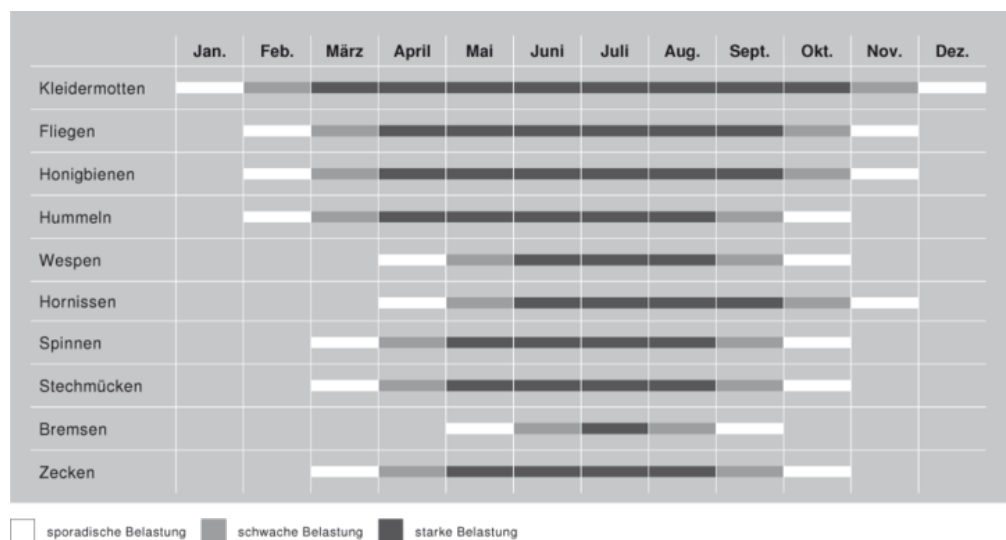 Jan. Feb. März April Mai Juni Juli Aug. Sept. Okt. Nov. Dez.
Kleidermotten
Fliegen
Honigbienen
Hummeln
Wespen
Hornissen
Spinnen
Stechmücken
Bremsen
Zecken
sporadische Belastung schwache Belastung starke Belastung